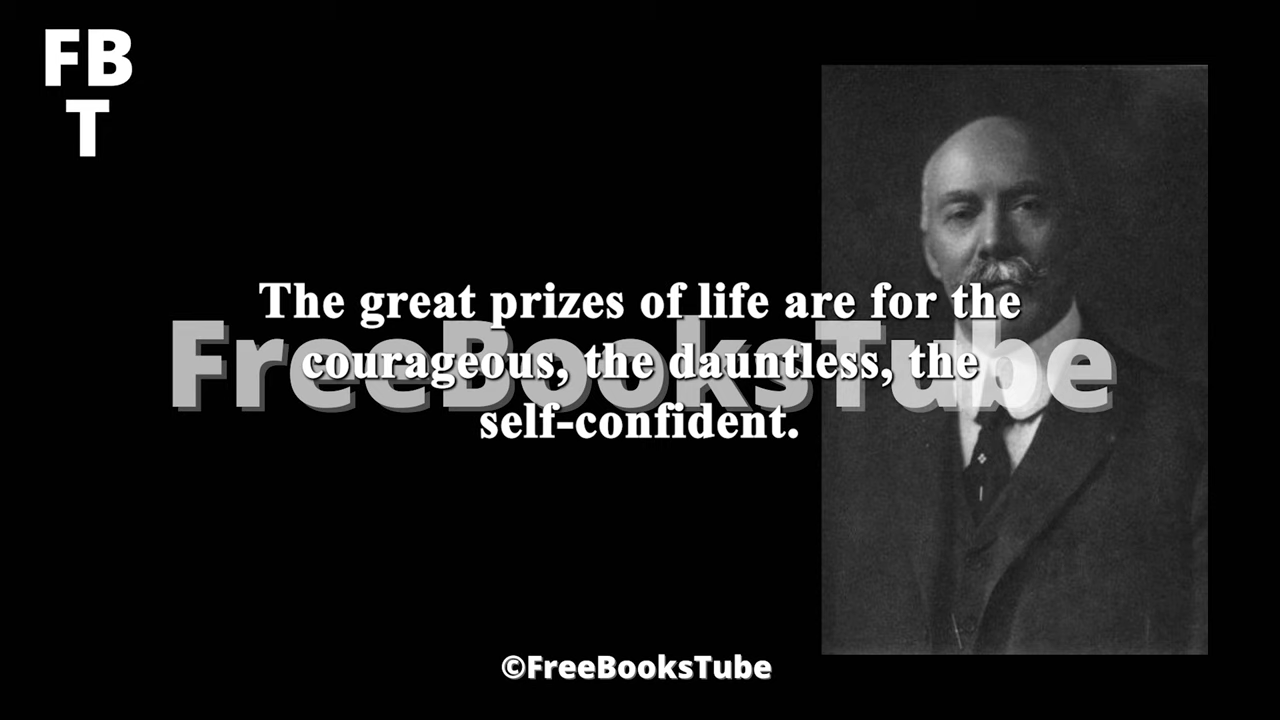 FB
T
The great prizes of life are for the
FreeBooksTube
courageous, the dauntless, the
self-confident.
©FreeBooksTube